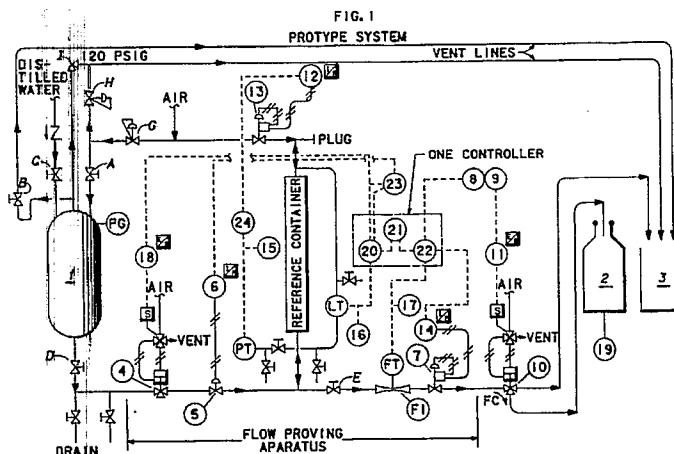 FIG. 1
PROTYPE SYSTEM
I
120 PSIG
VENT LINES
DIS-
TILLED
WATER
H
13
12
AIR
G
PLUG
C
A
ONE CONTROLLER
B
23
8
9
PG
24
21
20
22
18
15
6
REFERENCE CONTAINER
11
1
2
3
AIR
S
LT
17
14
S
AIR
16
19
VENT
PT
FT
7
VENT
D
4
E
10
5
FI
FC
FLOW PROVING
APPARATUS
DRAIN